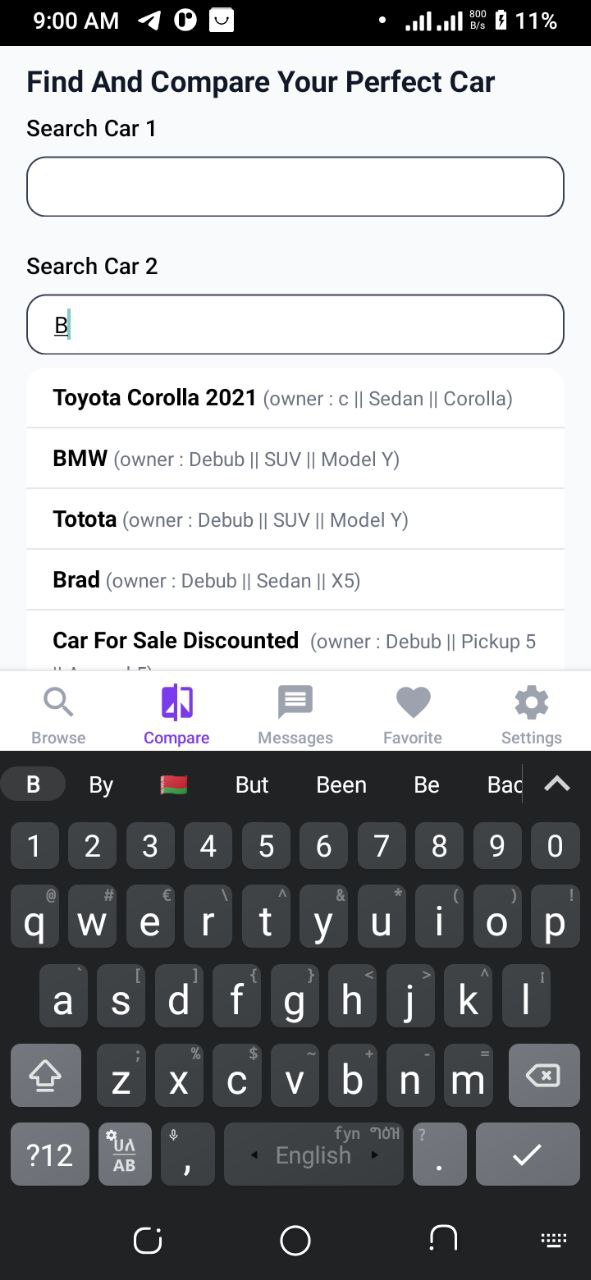 9:00 AM 800 B/s 11%
Find And Compare Your Perfect Car
Search Car 1
Search Car 2
B
Toyota Corolla 2021 (owner : c || Sedan || Corolla)
BMW (owner : Debub || SUV || Model Y)
Totota (owner : Debub || SUV || Model Y)
Brad (owner : Debub || Sedan || X5)
Car For Sale Discounted (owner : Debub || Pickup 5
Browse Compare Messages Favorite Settings
B By But Been Be Bac
1 2 3 4 5 6 7 8 9 0
@ # € \ ^ & * ( ) !
q w e r t y u i o p
` [ ] { } < > ^ ¡
a s d f g h j k l
; % $ ~ + - =
z x c v b n m
?12 ሀለ AB , English . ?